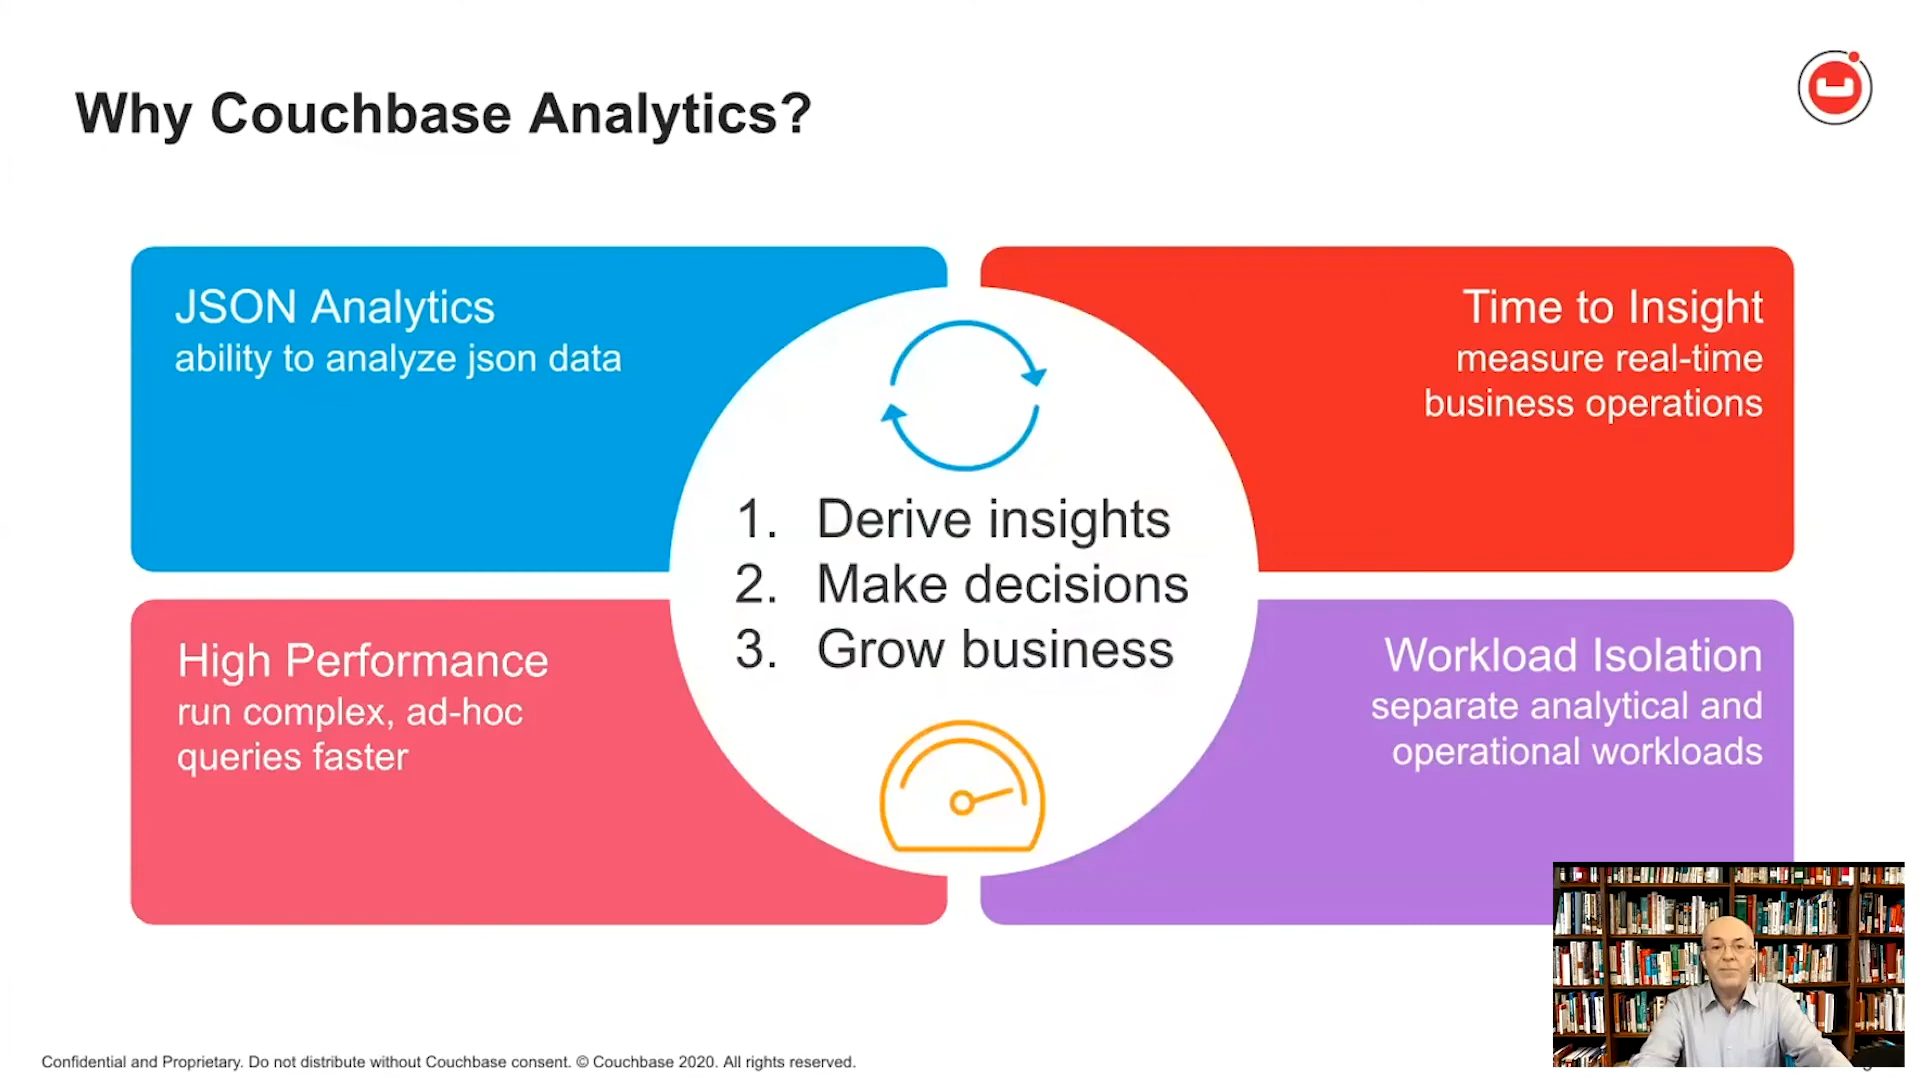 Why Couchbase Analytics?
JSON Analytics
ability to analyze json data
Time to Insight
measure real-time
business operations
1. Derive insights
2. Make decisions
3. Grow business
High Performance
run complex, ad-hoc
queries faster
Workload Isolation
separate analytical and
operational workloads
Confidential and Proprietary. Do not distribute without Couchbase consent. © Couchbase 2020. All rights reserved.